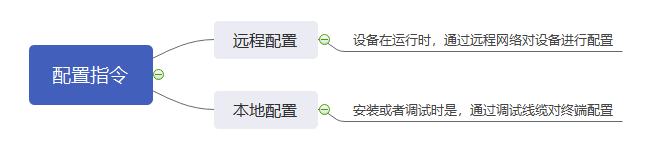 配置指令
远程配置
设备在运行时，通过远程网络对设备进行配置
本地配置
安装或者调试时是，通过调试线缆对终端配置